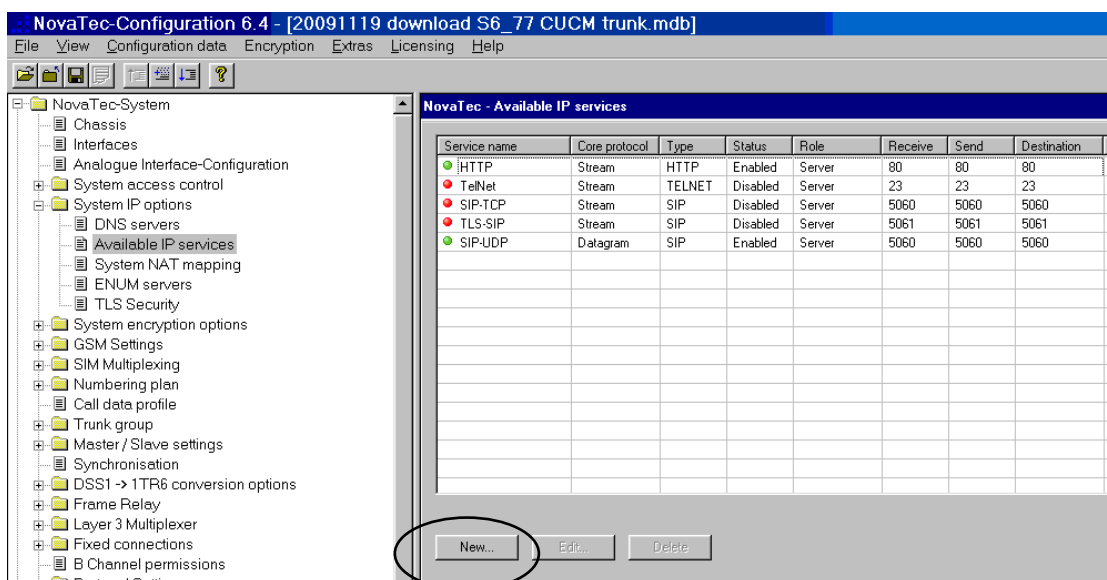 NovaTec-Configuration 6.4 - [20091119 download S6_77 CUCM trunk.mdb]
File View Configuration data Encryption Extras Licensing Help
NovaTec-System
Chassis
Interfaces
Analogue Interface-Configuration
System access control
System IP options
DNS servers
Available IP services
System NAT mapping
ENUM servers
TLS Security
System encryption options
GSM Settings
SIM Multiplexing
Numbering plan
Call data profile
Trunk group
Master / Slave settings
Synchronisation
DSS1 -> 1TR6 conversion options
Frame Relay
Layer 3 Multiplexer
Fixed connections
B Channel permissions
NovaTec - Available IP services
Service name Core protocol Type Status Role Receive Send Destination
HTTP Stream HTTP Enabled Server 80 80 80
TelNet Stream TELNET Disabled Server 23 23 23
SIP-TCP Stream SIP Disabled Server 5060 5060 5060
TLS-SIP Stream SIP Disabled Server 5061 5061 5061
SIP-UDP Datagram SIP Enabled Server 5060 5060 5060
New... Edit... Delete